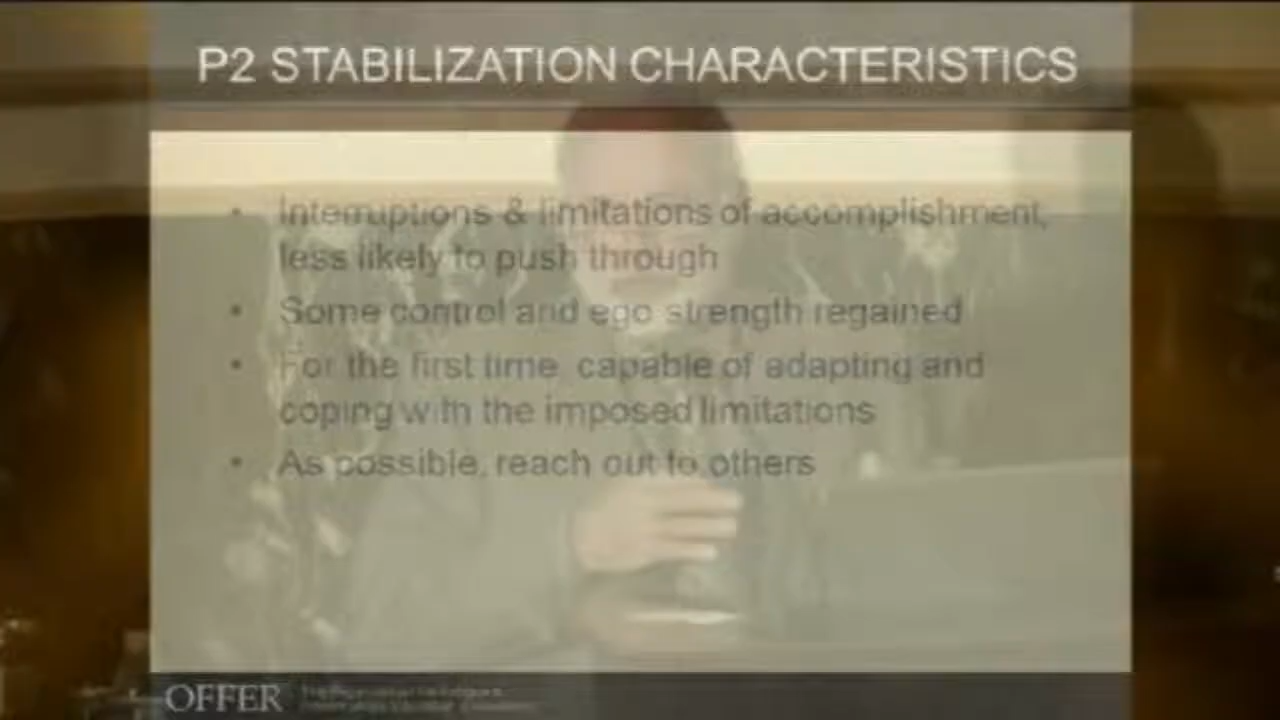 P2 STABILIZATION CHARACTERISTICS
• Interruptions & limitations of accomplishment,
less likely to push through
• Some control and ego strength regained
• For the first time capable of adapting and
coping with the imposed limitations
• As possible, reach out to others
OFFER